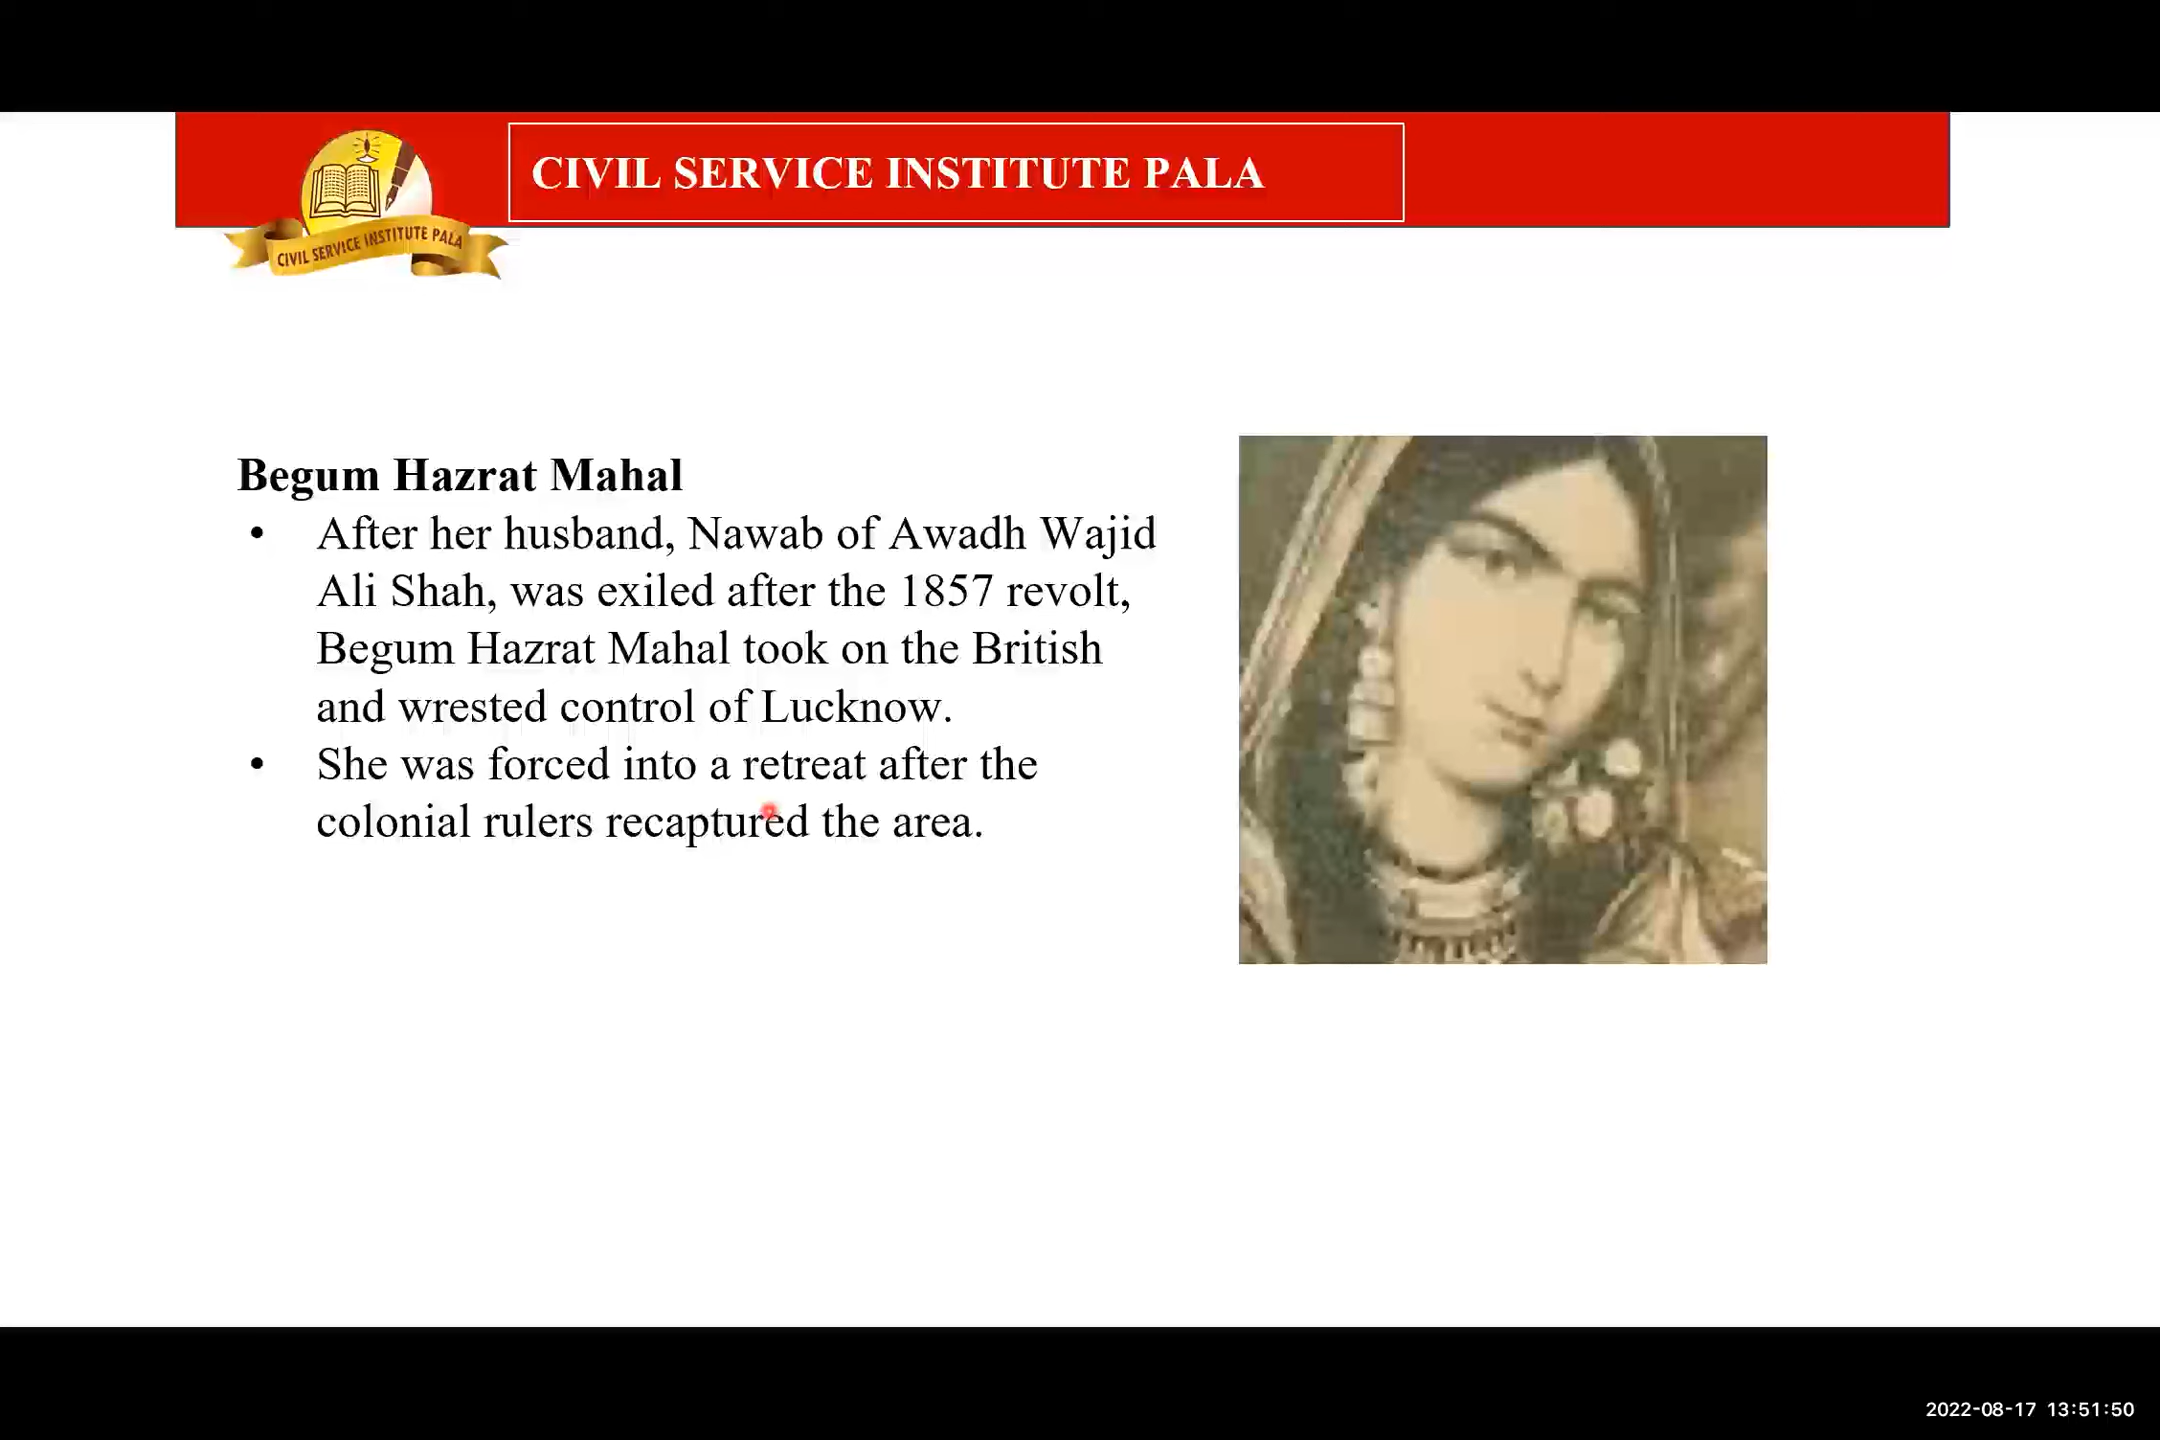 CIVIL SERVICE INSTITUTE PALA
CIVIL SERVICE INSTITUTE PALA
Begum Hazrat Mahal
• After her husband, Nawab of Awadh Wajid
Ali Shah, was exiled after the 1857 revolt,
Begum Hazrat Mahal took on the British
and wrested control of Lucknow.
• She was forced into a retreat after the
colonial rulers recaptured the area.
2022-08-17 13:51:50